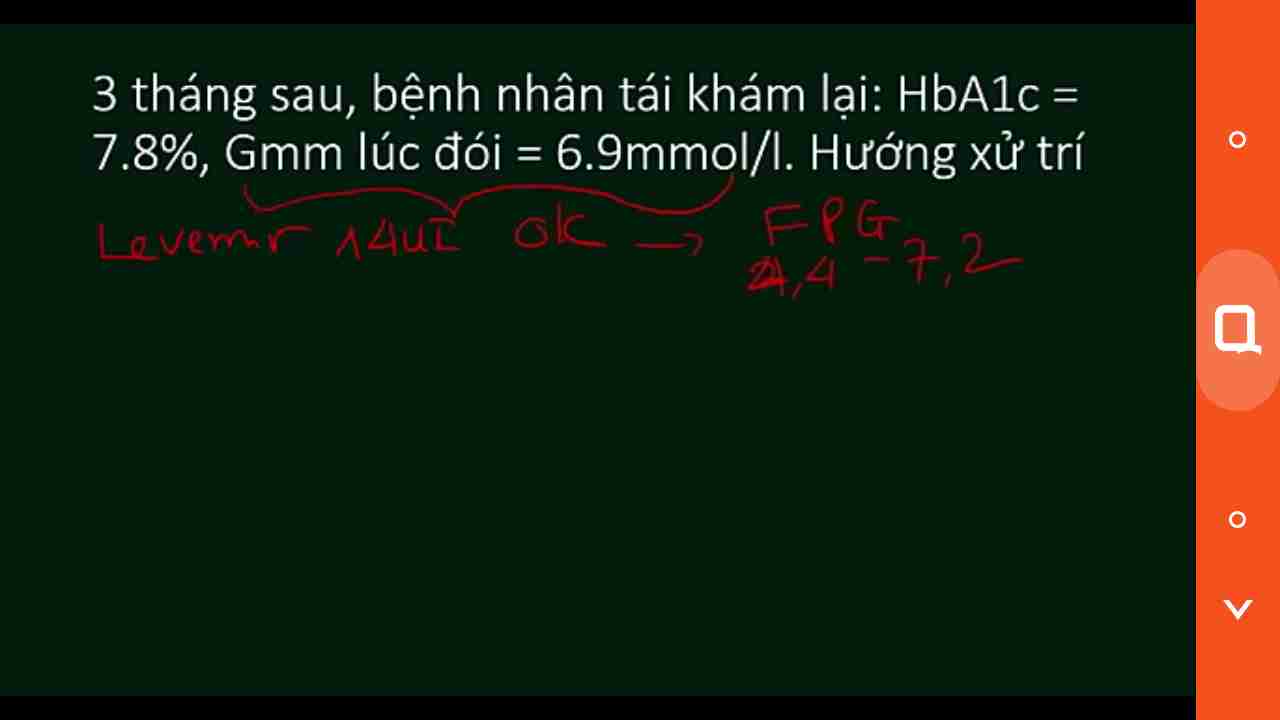 3 tháng sau, bệnh nhân tái khám lại: HbA1c =
7.8%, Gmm lúc đói = 6.9mmol/l. Hướng xử trí
Levemir 14UI OK → FPG
4,4 - 7,2